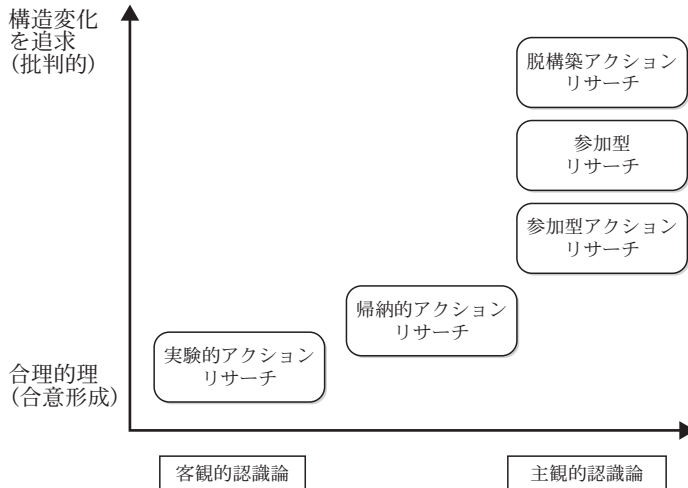 構造変化
を追求
(批判的)
脱構築アクション
リサーチ
参加型
リサーチ
参加型アクション
リサーチ
帰納的アクション
リサーチ
実験的アクション
リサーチ
合理的理
(合意形成)
客観的認識論
主観的認識論